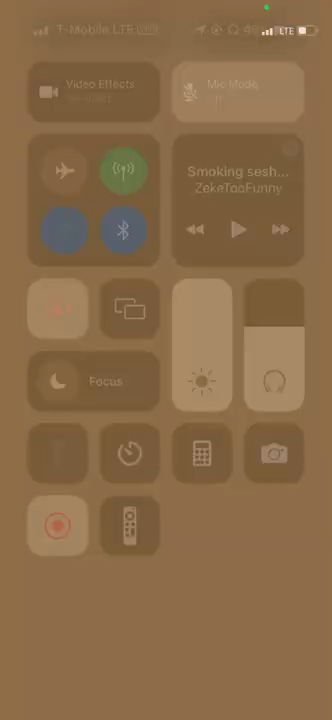 T-Mobile LTE
LTE
Video Effects
Mic Mode
Smoking sesh...
ZekeTooFunny
Focus